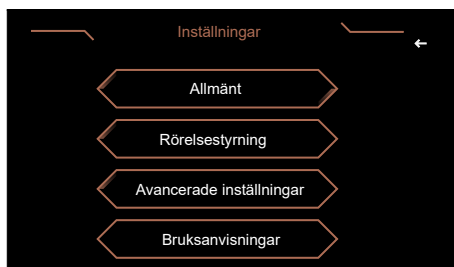 Inställningar
Allmänt
Rörelsestyrning
Avancerade inställningar
Bruksanvisningar